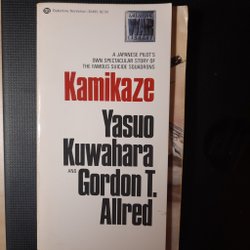 A JAPANESE PILOT'S
OWN SPECTACULAR STORY OF
THE FAMOUS SUICIDE SQUADRONS
Kamikaze
Yasuo
Kuwahara
AND Gordon T.
Allred